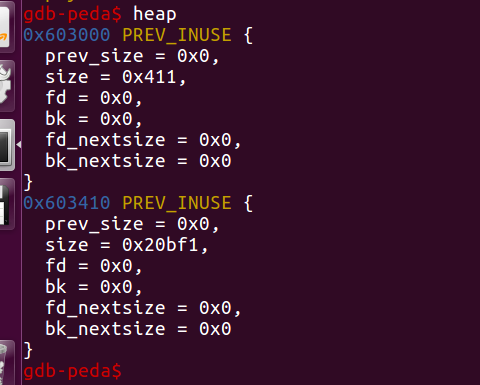 gdb-peda$ heap
0x603000 PREV_INUSE {
  prev_size = 0x0,
  size = 0x411,
  fd = 0x0,
  bk = 0x0,
  fd_nextsize = 0x0,
  bk_nextsize = 0x0
}
0x603410 PREV_INUSE {
  prev_size = 0x0,
  size = 0x20bf1,
  fd = 0x0,
  bk = 0x0,
  fd_nextsize = 0x0,
  bk_nextsize = 0x0
}
gdb-peda$